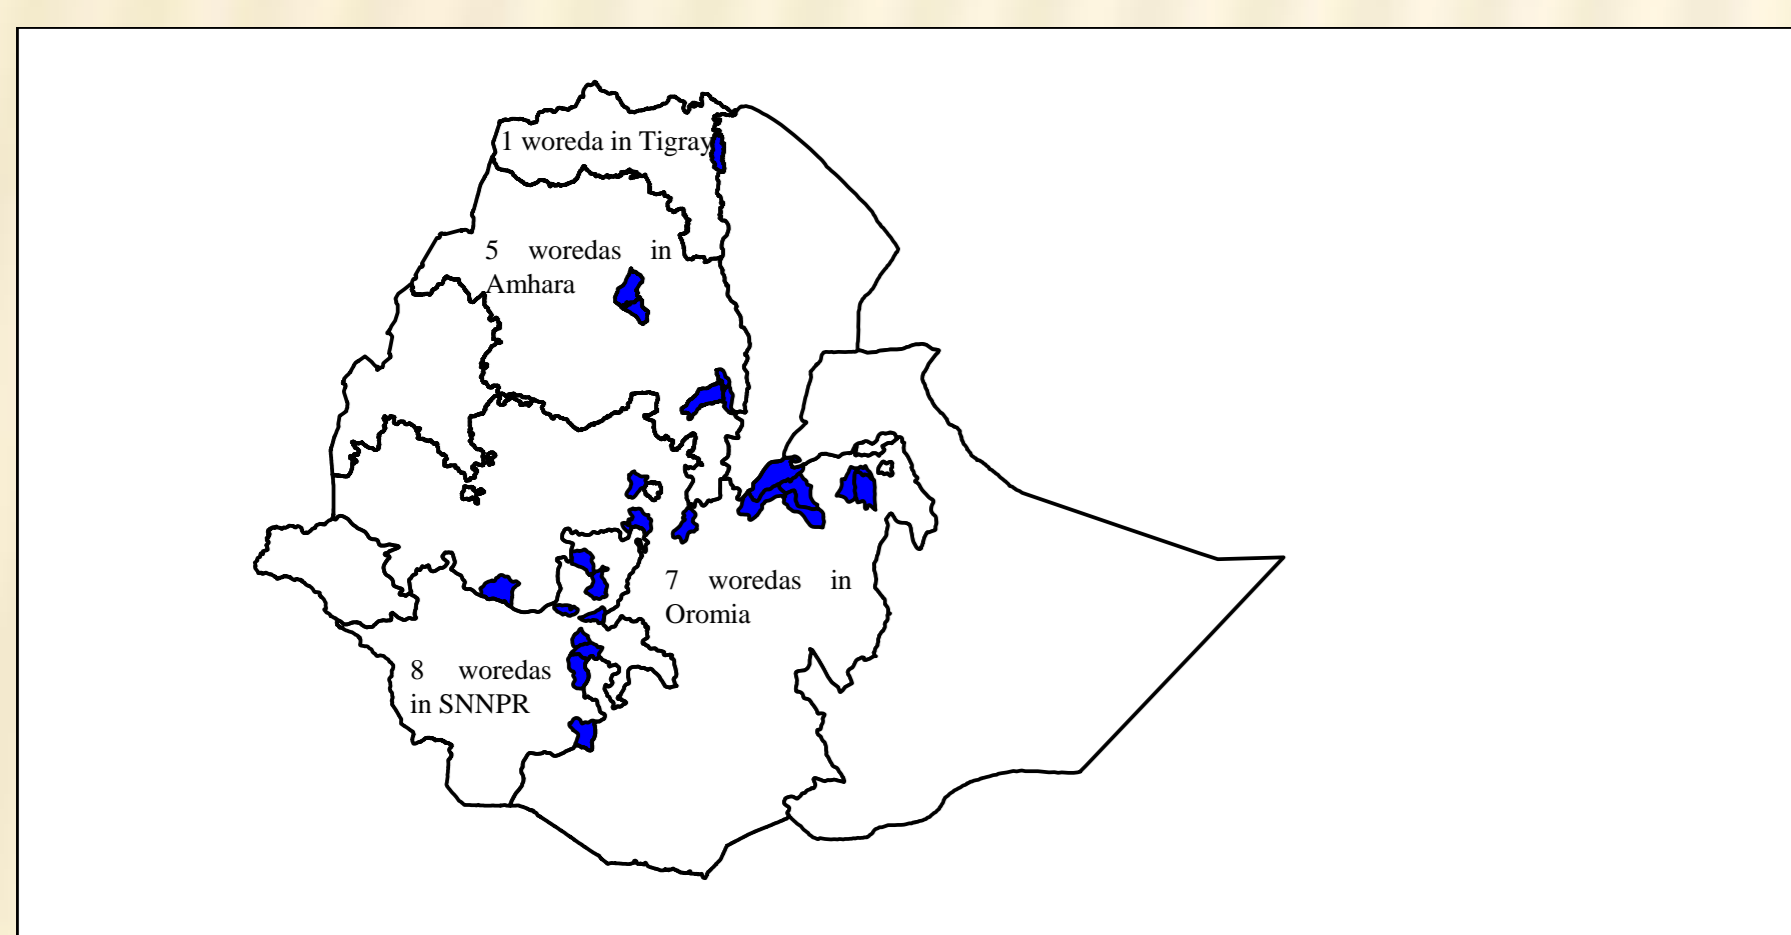 1 woreda in Tigray
5 woredas in
Amhara
7 woredas in
Oromia
8 woredas
in SNNPR